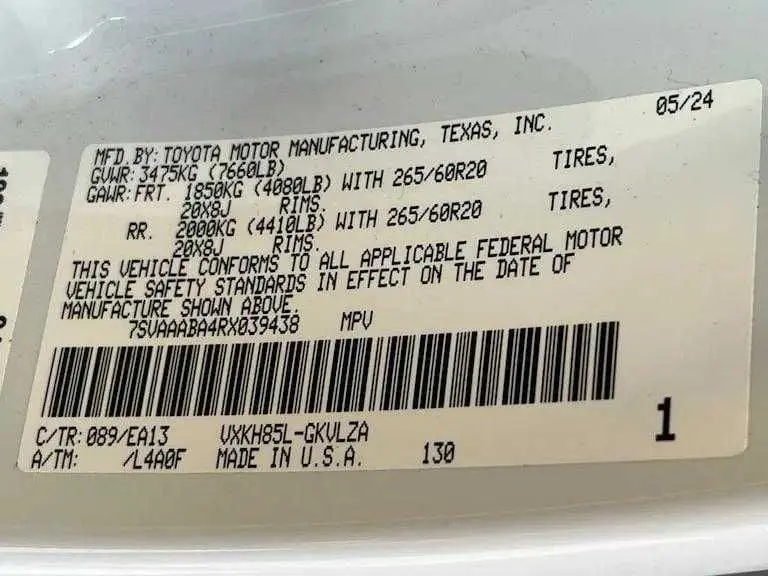 05/24
MFD.BY: TOYOTA MOTOR MANUFACTURING, TEXAS, INC.
GVWR: 3475KG (7660LB)
GAWR: FRT. 1850KG (4080LB) WITH 265/60R20 TIRES,
20X8J RIMS.
RR. 2000KG (4410LB) WITH 265/60R20 TIRES,
20X8J RIMS.
THIS VEHICLE CONFORMS TO ALL APPLICABLE FEDERAL MOTOR
VEHICLE SAFETY STANDARDS IN EFFECT ON THE DATE OF
MANUFACTURE SHOWN ABOVE.
7SVAAABA4RX039438 MPV
C/TR: 089/EA13 VXKH85L-GKVLZA 1
A/TM: /L4A0F MADE IN U.S.A. 130